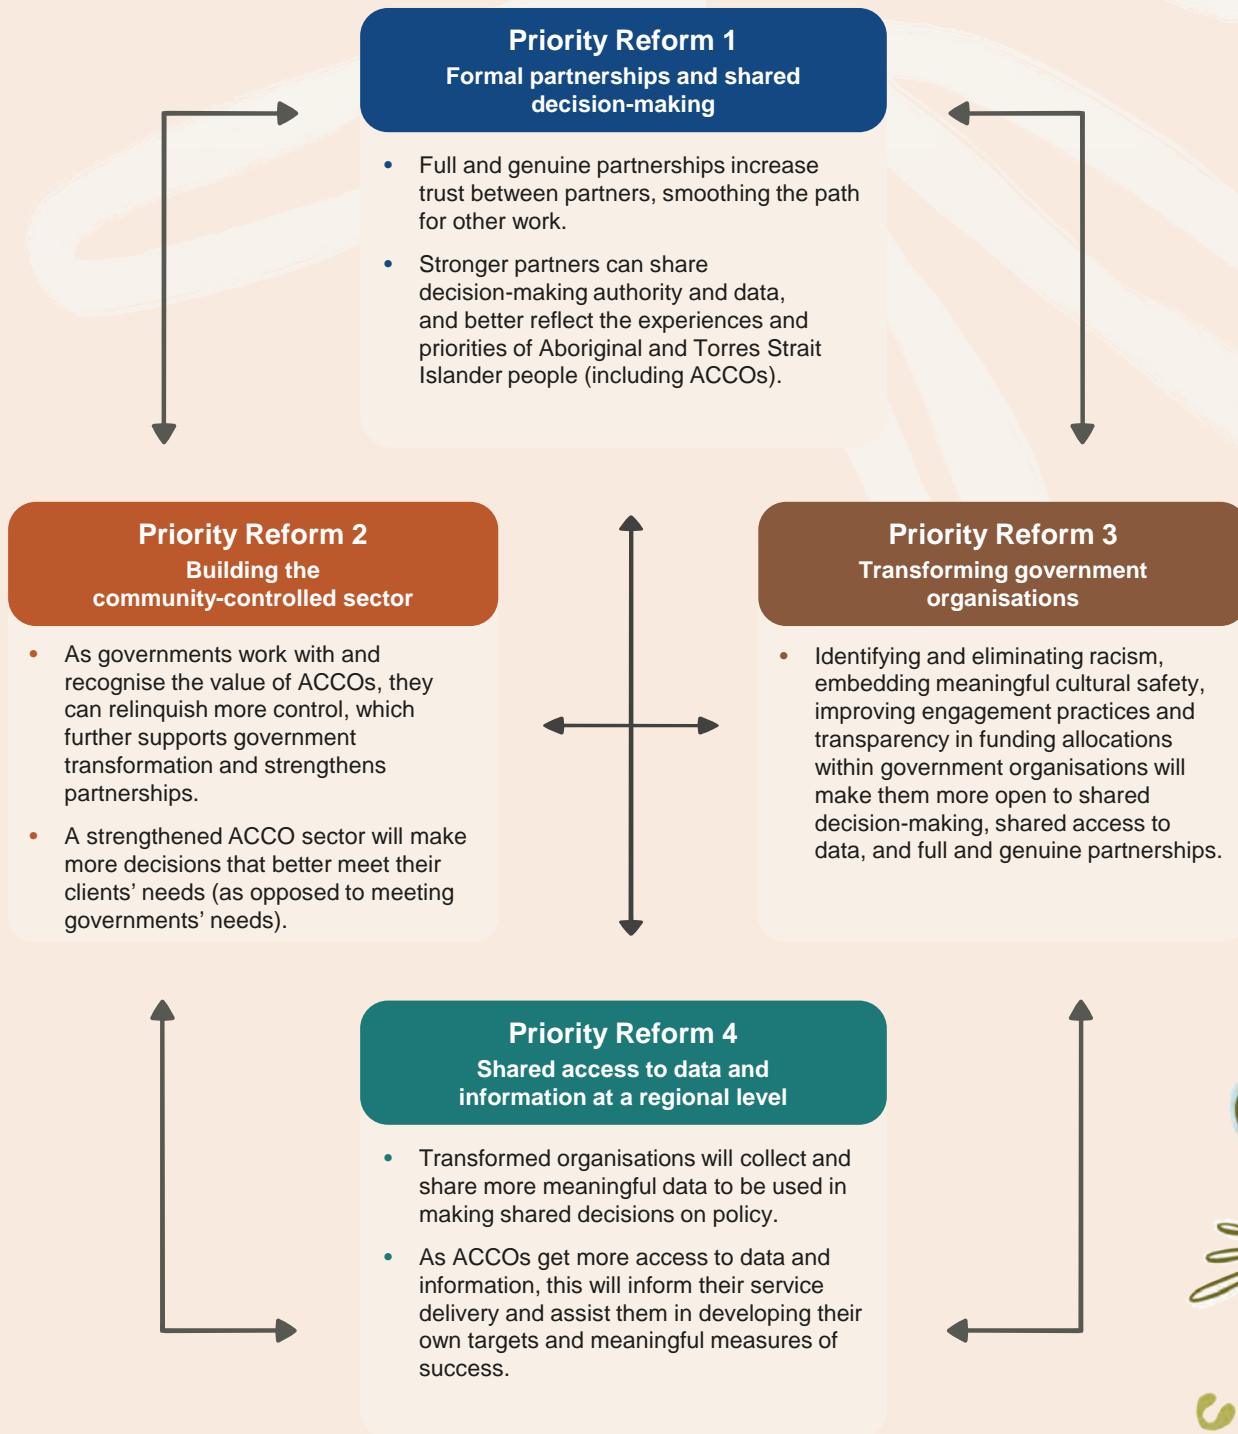 Priority Reform 1
Formal partnerships and shared
decision-making
• Full and genuine partnerships increase
trust between partners, smoothing the path
for other work.
• Stronger partners can share
decision-making authority and data,
and better reflect the experiences and
priorities of Aboriginal and Torres Strait
Islander people (including ACCOs).
Priority Reform 2
Building the
community-controlled sector
• As governments work with and
recognise the value of ACCOs, they
can relinquish more control, which
further supports government
transformation and strengthens
partnerships.
• A strengthened ACCO sector will make
more decisions that better meet their
clients’ needs (as opposed to meeting
governments’ needs).
Priority Reform 3
Transforming government
organisations
• Identifying and eliminating racism,
embedding meaningful cultural safety,
improving engagement practices and
transparency in funding allocations
within government organisations will
make them more open to shared
decision-making, shared access to
data, and full and genuine partnerships.
Priority Reform 4
Shared access to data and
information at a regional level
• Transformed organisations will collect and
share more meaningful data to be used in
making shared decisions on policy.
• As ACCOs get more access to data and
information, this will inform their service
delivery and assist them in developing their
own targets and meaningful measures of
success.